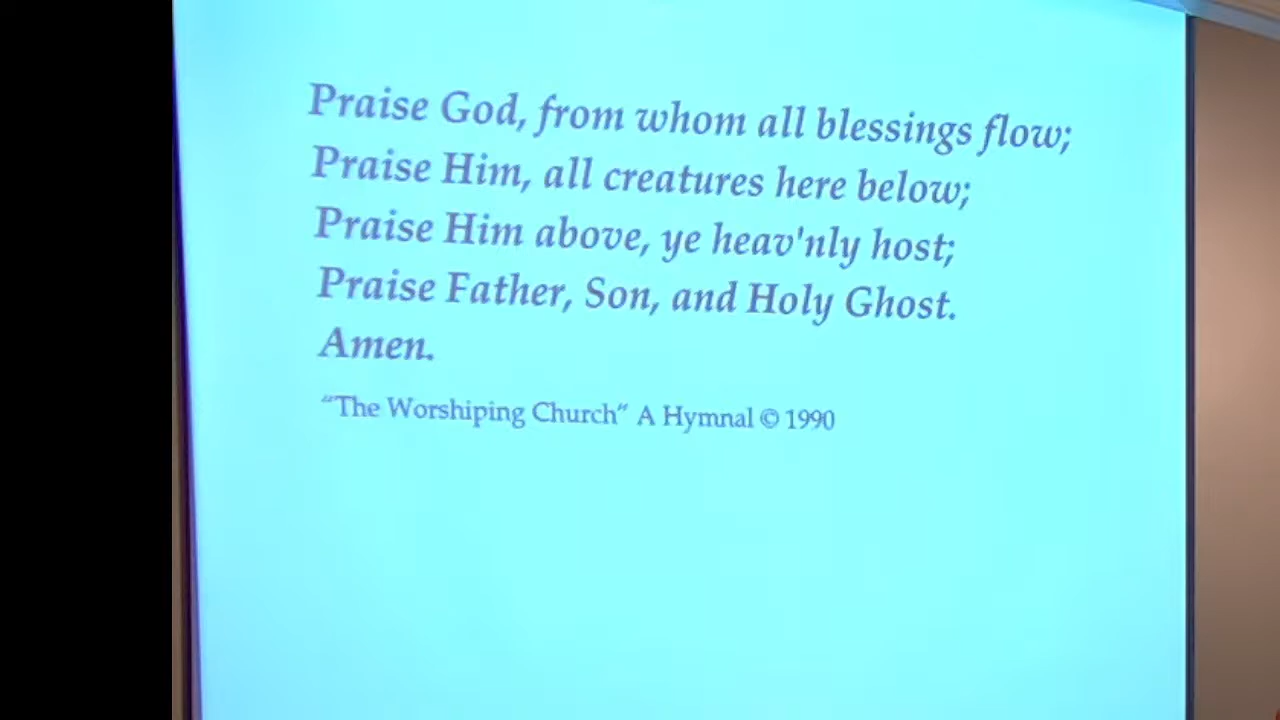 Praise God, from whom all blessings flow;
Praise Him, all creatures here below;
Praise Him above, ye heav'nly host;
Praise Father, Son, and Holy Ghost.
Amen.
“The Worshiping Church” A Hymnal © 1990